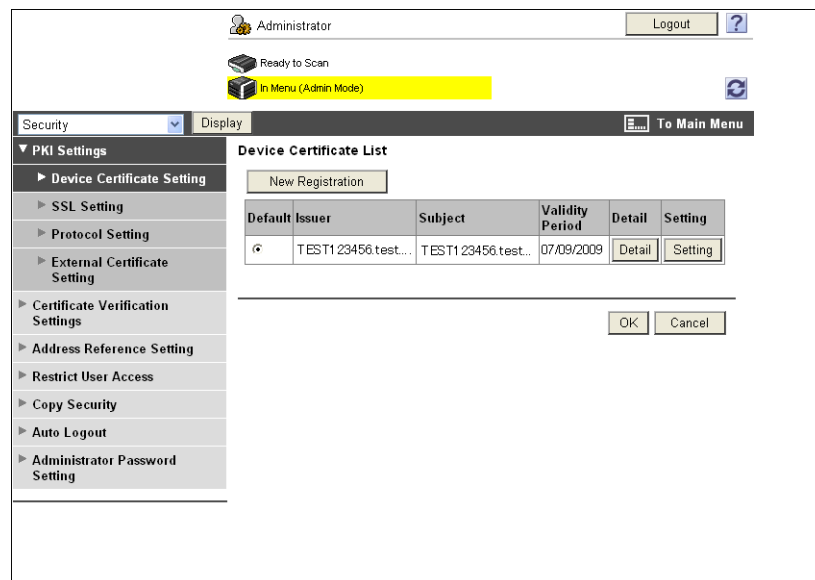 Administrator
Logout
?
Ready to Scan
In Menu (Admin Mode)
Security
Display
To Main Menu
PKI Settings
Device Certificate Setting
SSL Setting
Protocol Setting
External Certificate
Setting
Certificate Verification
Settings
Address Reference Setting
Restrict User Access
Copy Security
Auto Logout
Administrator Password
Setting
Device Certificate List
New Registration
Default Issuer Subject Validity Period Detail Setting
TEST123456.test.... TEST123456.test... 07/09/2009 Detail Setting
OK Cancel